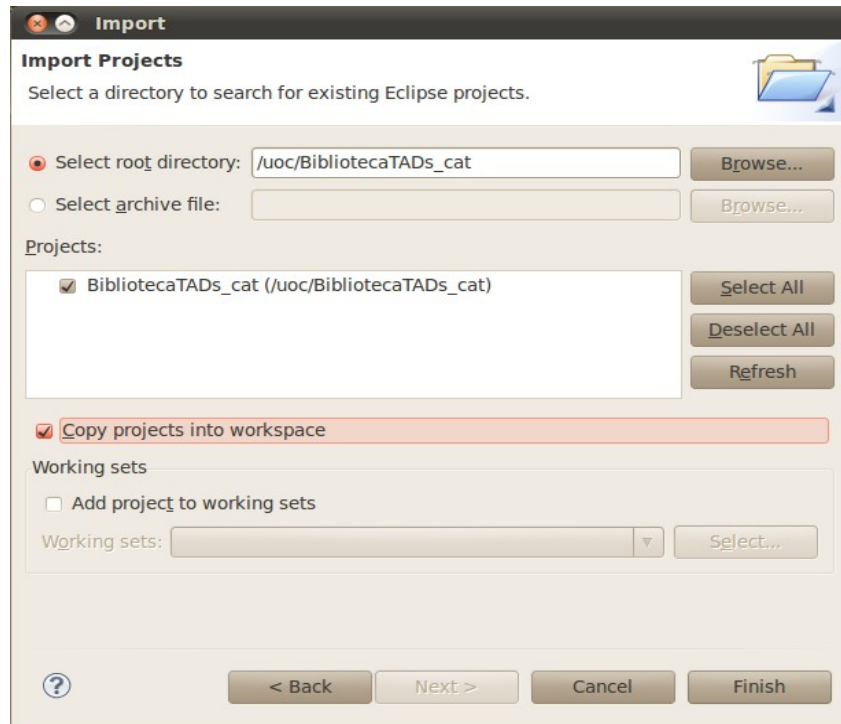 Import
Import Projects
Select a directory to search for existing Eclipse projects.
Select root directory: /uoc/BibliotecaTADs_cat Browse...
Select archive file: Browse...
Projects:
BibliotecaTADs_cat (/uoc/BibliotecaTADs_cat) Select All
Deselect All
Refresh
Copy projects into workspace
Working sets
Add project to working sets
Working sets: Select...
? < Back Next > Cancel Finish